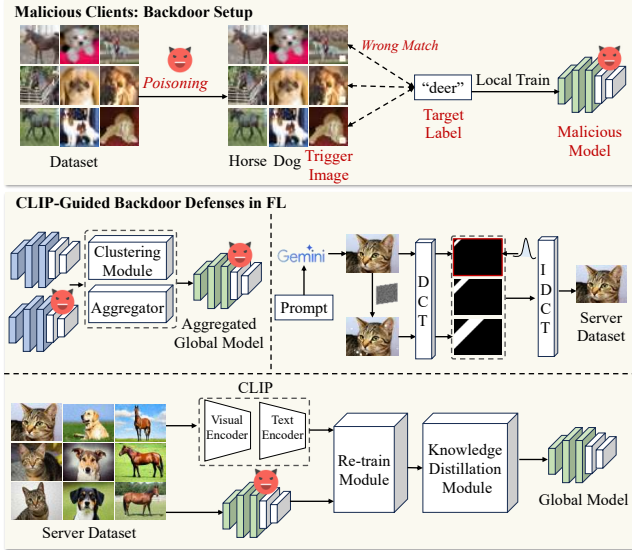 Malicious Clients: Backdoor Setup
Poisoning
Wrong Match
"deer"
Local Train
Target
Label
Malicious
Model
Dataset
Horse Dog Trigger
Image
CLIP-Guided Backdoor Defenses in FL
Clustering
Module
Aggregator
Aggregated
Global Model
Gemini
Prompt
DCT
IDCT
Server
Dataset
CLIP
Visual
Encoder
Text
Encoder
Re-train
Module
Knowledge
Distillation
Module
Global Model
Server Dataset